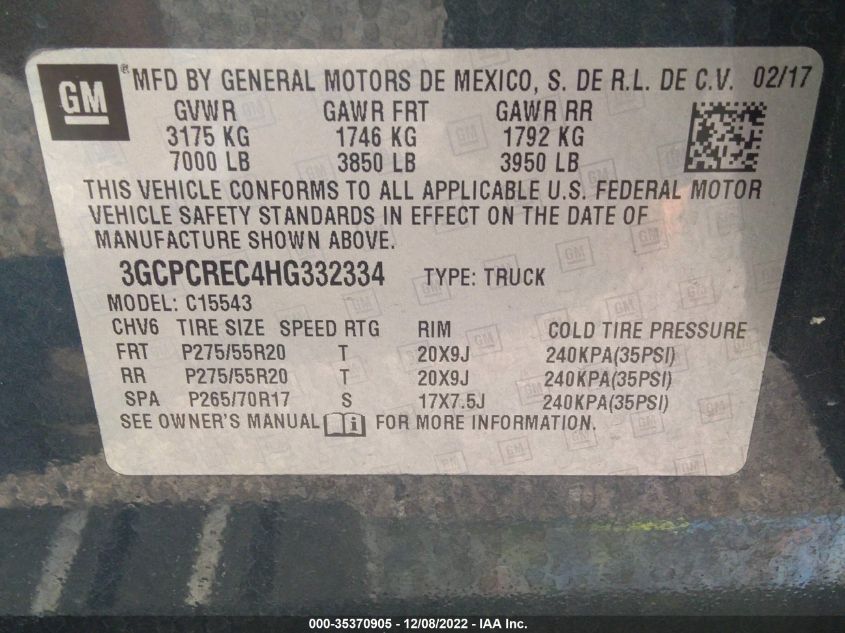 GM® MFD BY GENERAL MOTORS DE MEXICO, S. DE R.L. DE C.V. 02/17
GVWR GAWR FRT GAWR RR
3175 KG 1746 KG 1792 KG
7000 LB 3850 LB 3950 LB
THIS VEHICLE CONFORMS TO ALL APPLICABLE U.S. FEDERAL MOTOR
VEHICLE SAFETY STANDARDS IN EFFECT ON THE DATE OF
MANUFACTURE SHOWN ABOVE.
3GCPCREC4HG332334 TYPE: TRUCK
MODEL: C15543
CHV6 TIRE SIZE SPEED RTG RIM COLD TIRE PRESSURE
FRT P275/55R20 T 20X9J 240KPA(35PSI)
RR P275/55R20 T 20X9J 240KPA(35PSI)
SPA P265/70R17 S 17X7.5J 240KPA(35PSI)
SEE OWNER'S MANUAL i FOR MORE INFORMATION.
000-35370905 - 12/08/2022 - IAA Inc.